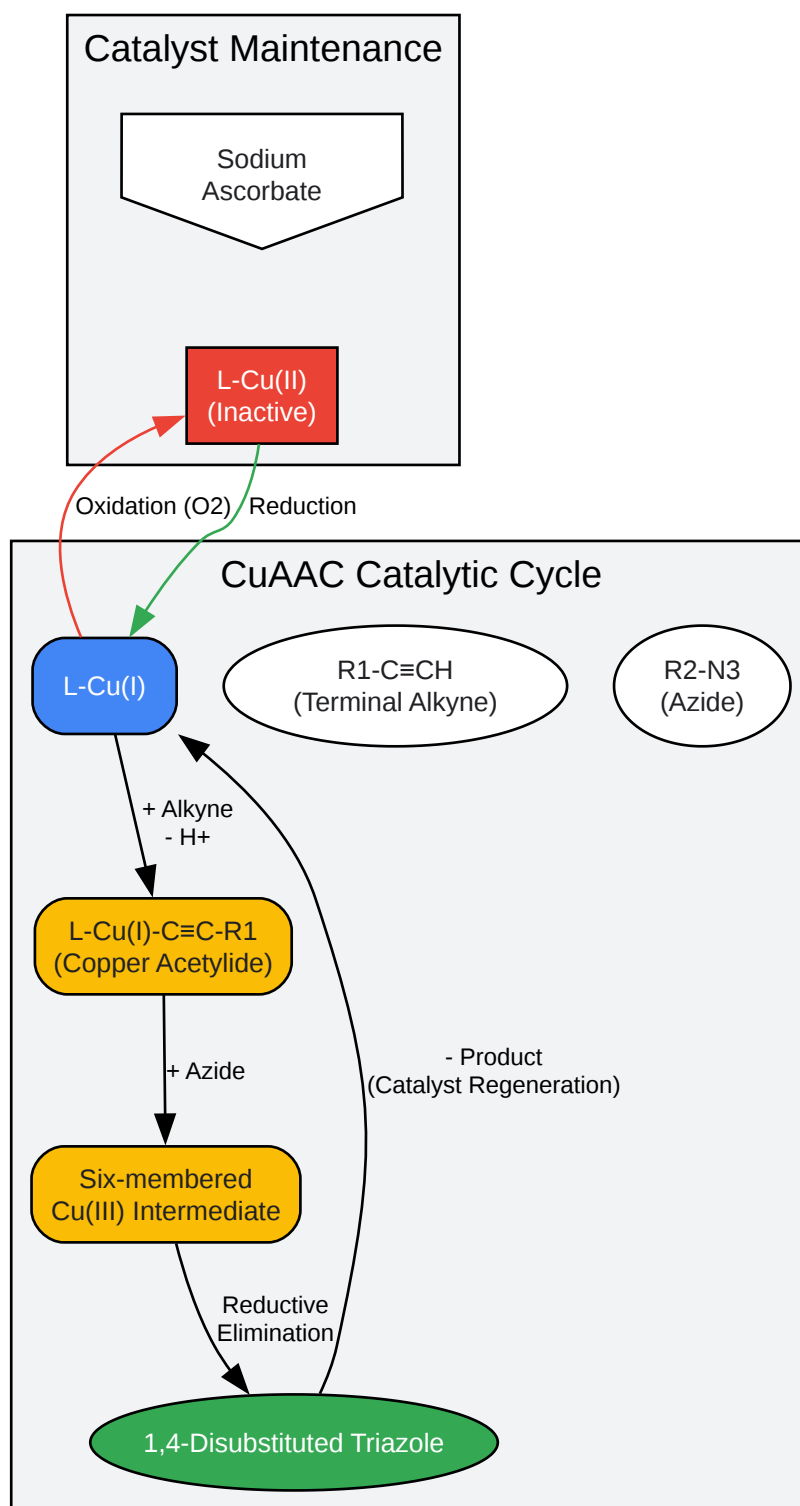 Catalyst Maintenance
Sodium
Ascorbate
L-Cu(II)
(Inactive)
Oxidation (O2)
Reduction
CuAAC Catalytic Cycle
L-Cu(I)
R1-C≡CH
(Terminal Alkyne)
R2-N3
(Azide)
+ Alkyne
- H+
L-Cu(I)-C≡C-R1
(Copper Acetylide)
+ Azide
- Product
(Catalyst Regeneration)
Six-membered
Cu(III) Intermediate
Reductive
Elimination
1,4-Disubstituted Triazole